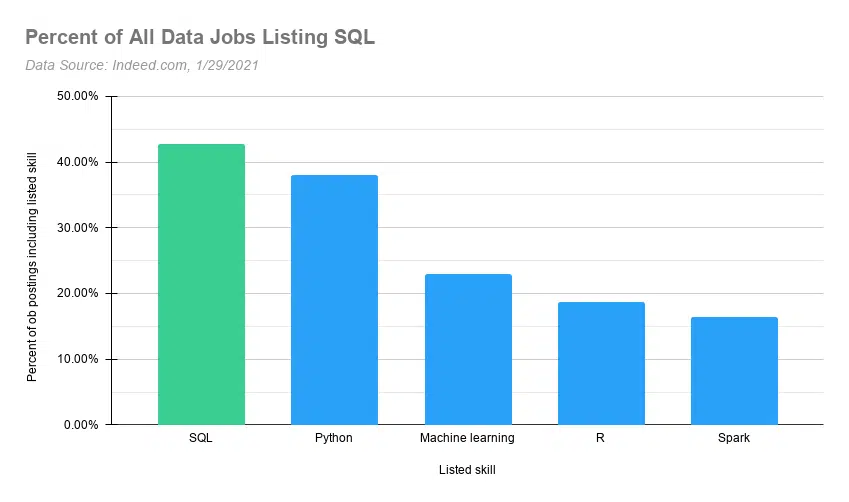 Percent of All Data Jobs Listing SQL
Data Source: Indeed.com, 1/29/2021
Percent of ob postings including listed skill
50.00%
40.00%
30.00%
20.00%
10.00%
0.00%
SQL Python Machine learning R Spark
Listed skill